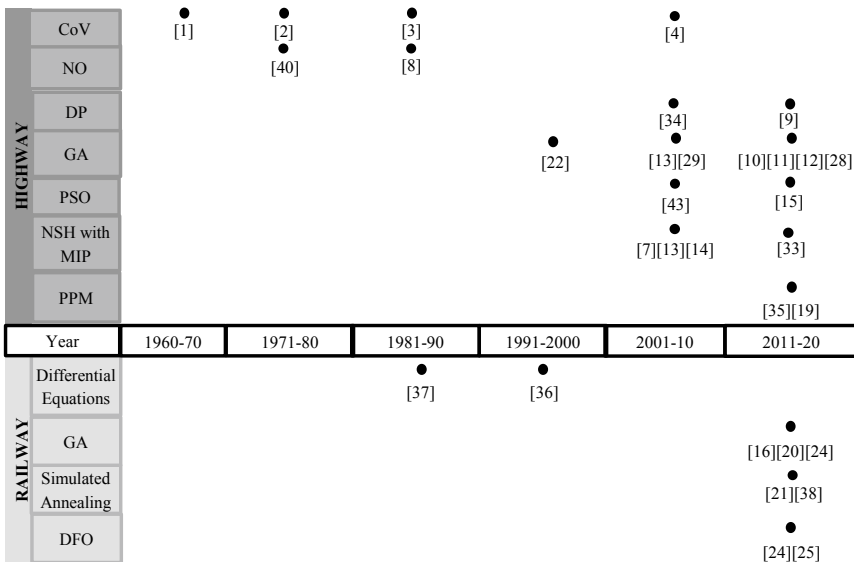 HIGHWAY
CoV
[1] [2] [3] [4]
NO
[40] [8]
DP
[34] [9]
GA
[22] [13][29] [10][11][12][28]
PSO
[43] [15]
NSH with
MIP
[7][13][14] [33]
PPM
[35][19]
Year 1960-70 1971-80 1981-90 1991-2000 2001-10 2011-20
RAILWAY
Differential
Equations
[37] [36]
GA
[16][20][24]
Simulated
Annealing
[21][38]
DFO
[24][25]